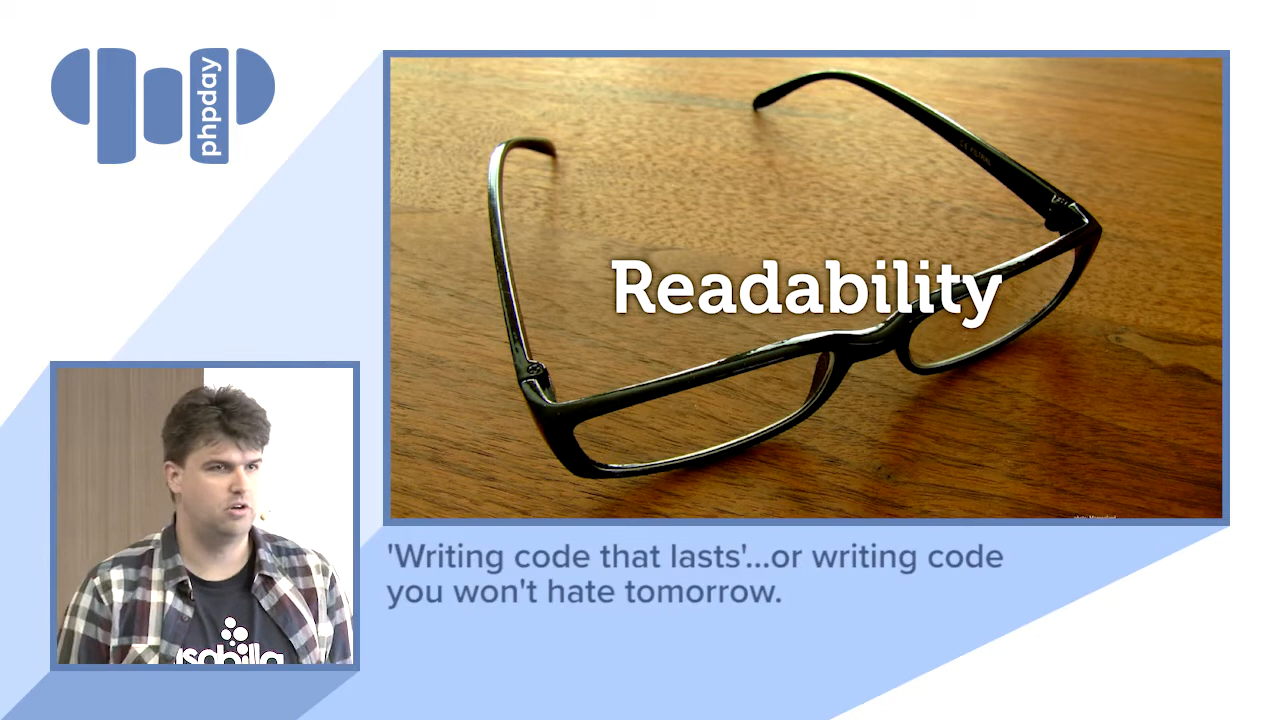 phpday
Readability
'Writing code that lasts'...or writing code
you won't hate tomorrow.